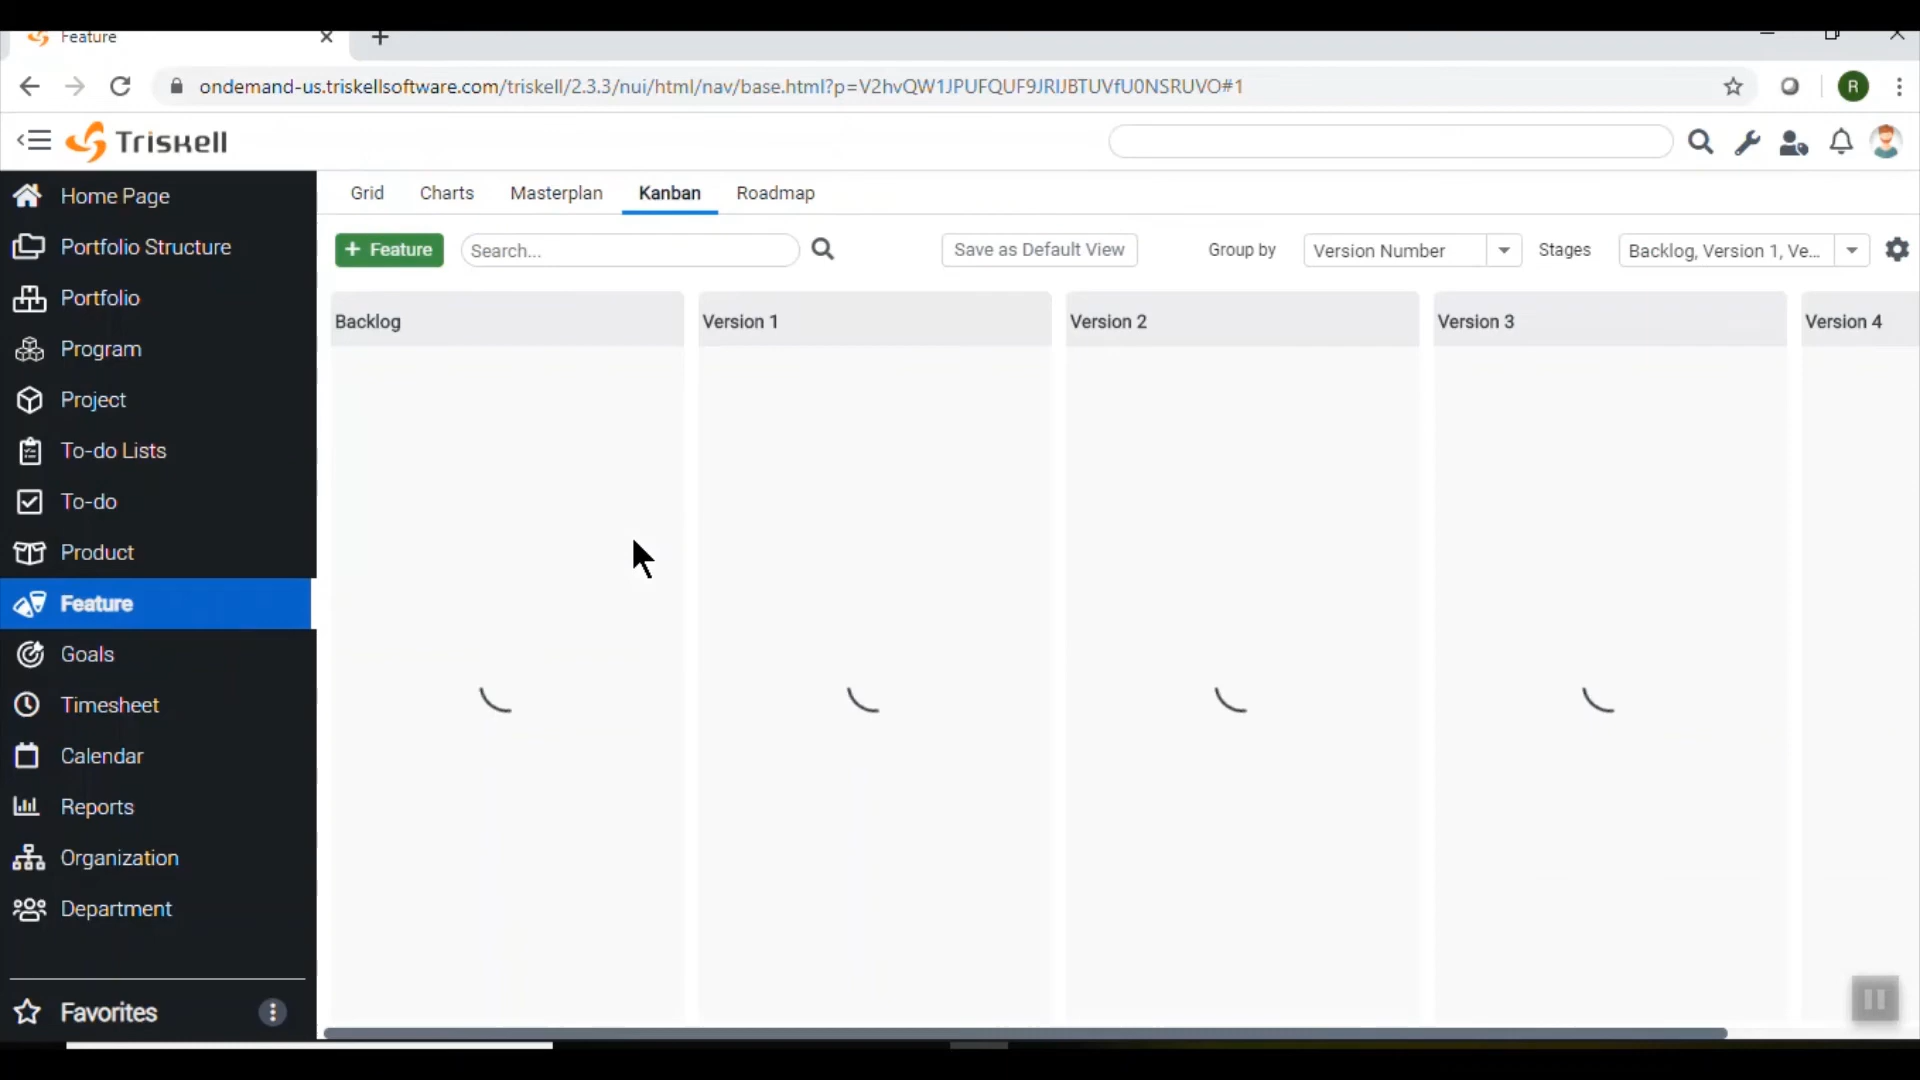 Feature
ondemand-us.triskellsoftware.com/triskell/2.3.3/nui/html/nav/base.html?p=V2hvQW1JPUFQUF9JRIJBTUVfU0NSRUVO#1
R
Triskell
Home Page
Portfolio Structure
Portfolio
Program
Project
To-do Lists
To-do
Product
Feature
Goals
Timesheet
Calendar
Reports
Organization
Department
Favorites
Grid Charts Masterplan Kanban Roadmap
+ Feature Search... Save as Default View Group by Version Number Stages Backlog, Version 1, Ve...
Backlog Version 1 Version 2 Version 3 Version 4